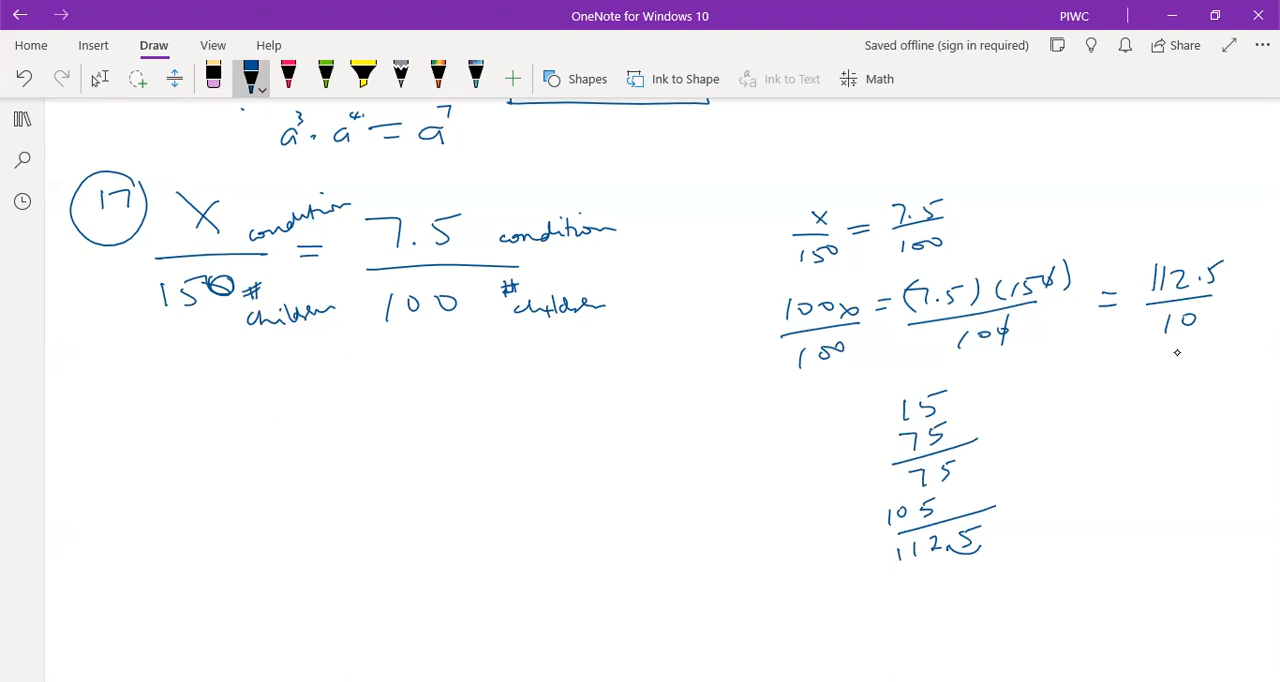 OneNote for Windows 10
PIWC
Home Insert Draw View Help
Saved offline (sign in required)
Share
Shapes Ink to Shape Ink to Text Math
a³ · a⁴ = a⁷
17
x condition / 150 # children = 7.5 condition / 100 # children
x/150 = 7.5/100
100x/100 = (7.5)(150)/100 = 112.5/10
15
75
75
105
112.5